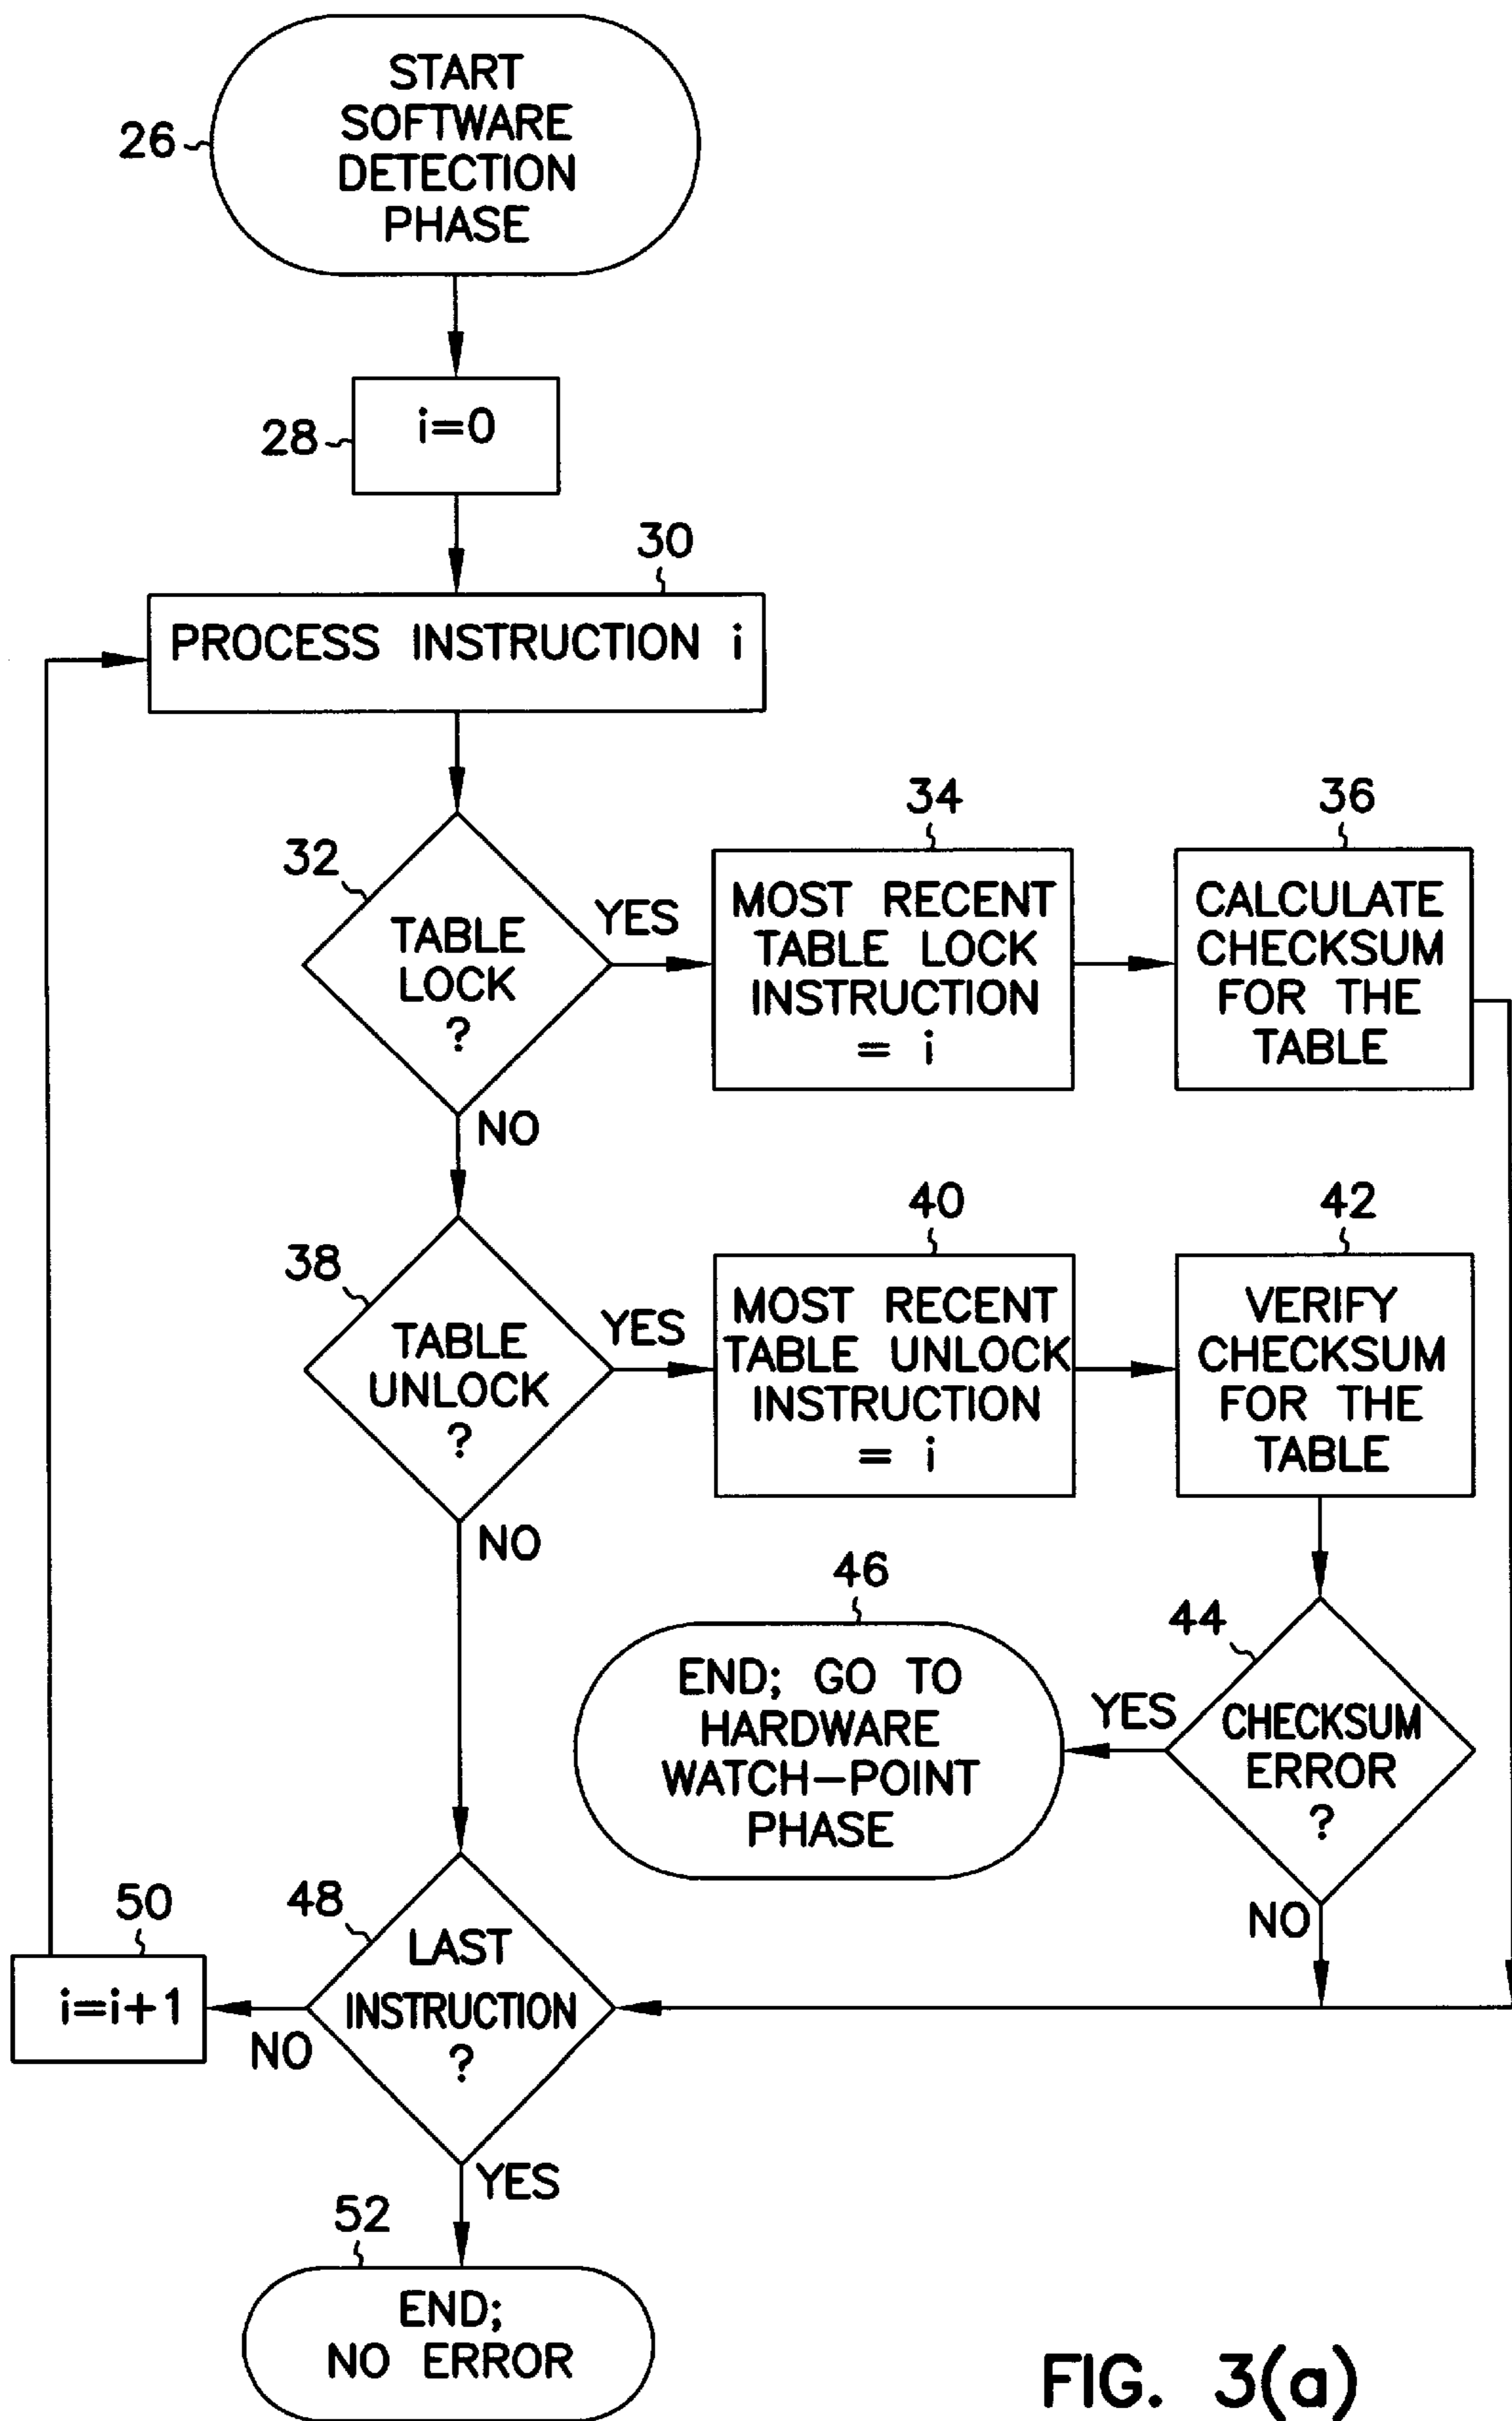 START
SOFTWARE
DETECTION
PHASE
26
i=0
28
30
PROCESS INSTRUCTION i
32
TABLE
LOCK
?
YES
NO
34
MOST RECENT
TABLE LOCK
INSTRUCTION
= i
36
CALCULATE
CHECKSUM
FOR THE
TABLE
38
TABLE
UNLOCK
?
YES
NO
40
MOST RECENT
TABLE UNLOCK
INSTRUCTION
= i
42
VERIFY
CHECKSUM
FOR THE
TABLE
44
CHECKSUM
ERROR
?
YES
NO
46
END; GO TO
HARDWARE
WATCH-POINT
PHASE
48
LAST
INSTRUCTION
?
NO
YES
50
i=i+1
52
END;
NO ERROR
FIG. 3(a)